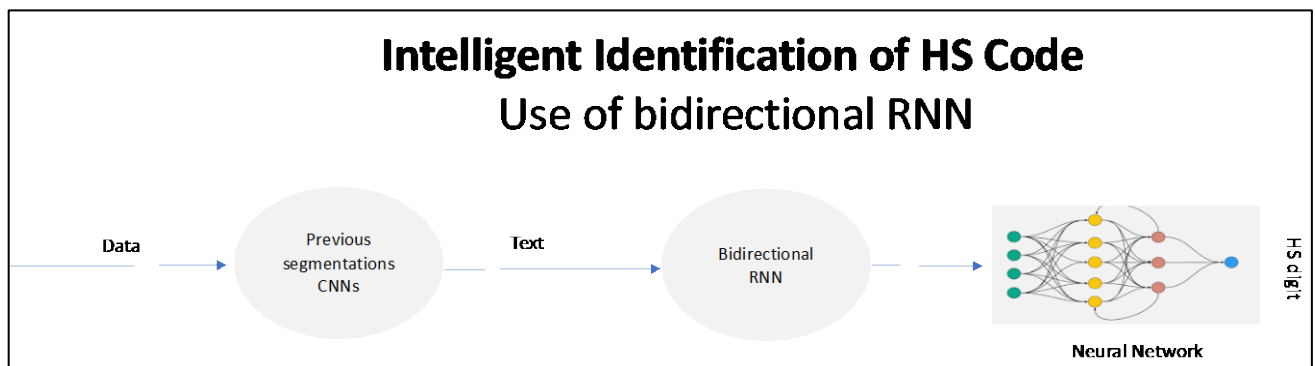 Intelligent Identification of HS Code
Use of bidirectional RNN
Data
Previous
segmentations
CNNs
Text
Bidirectional
RNN
HS digit
Neural Network